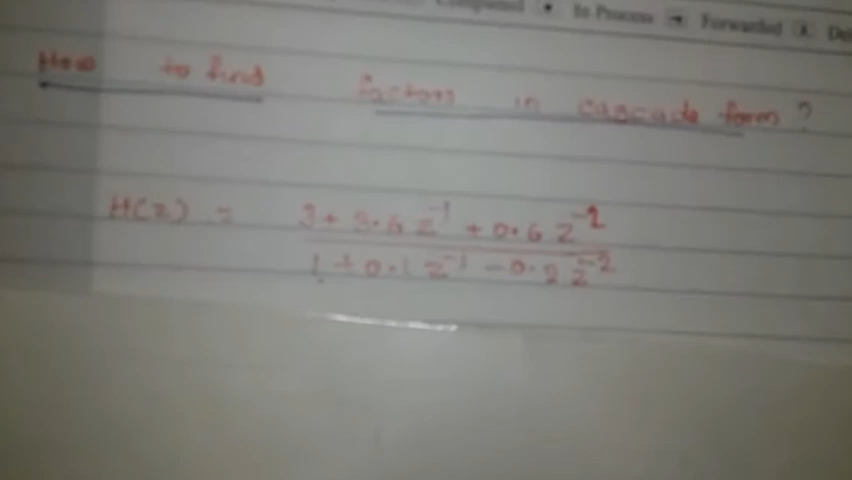 Completed • In Process → Forwarded
How to find factors in cascade form?
H(z) = 3 + 3.6 z^-1 + 0.6 z^-2
1 + 0.1 z^-1 - 0.2 z^-2